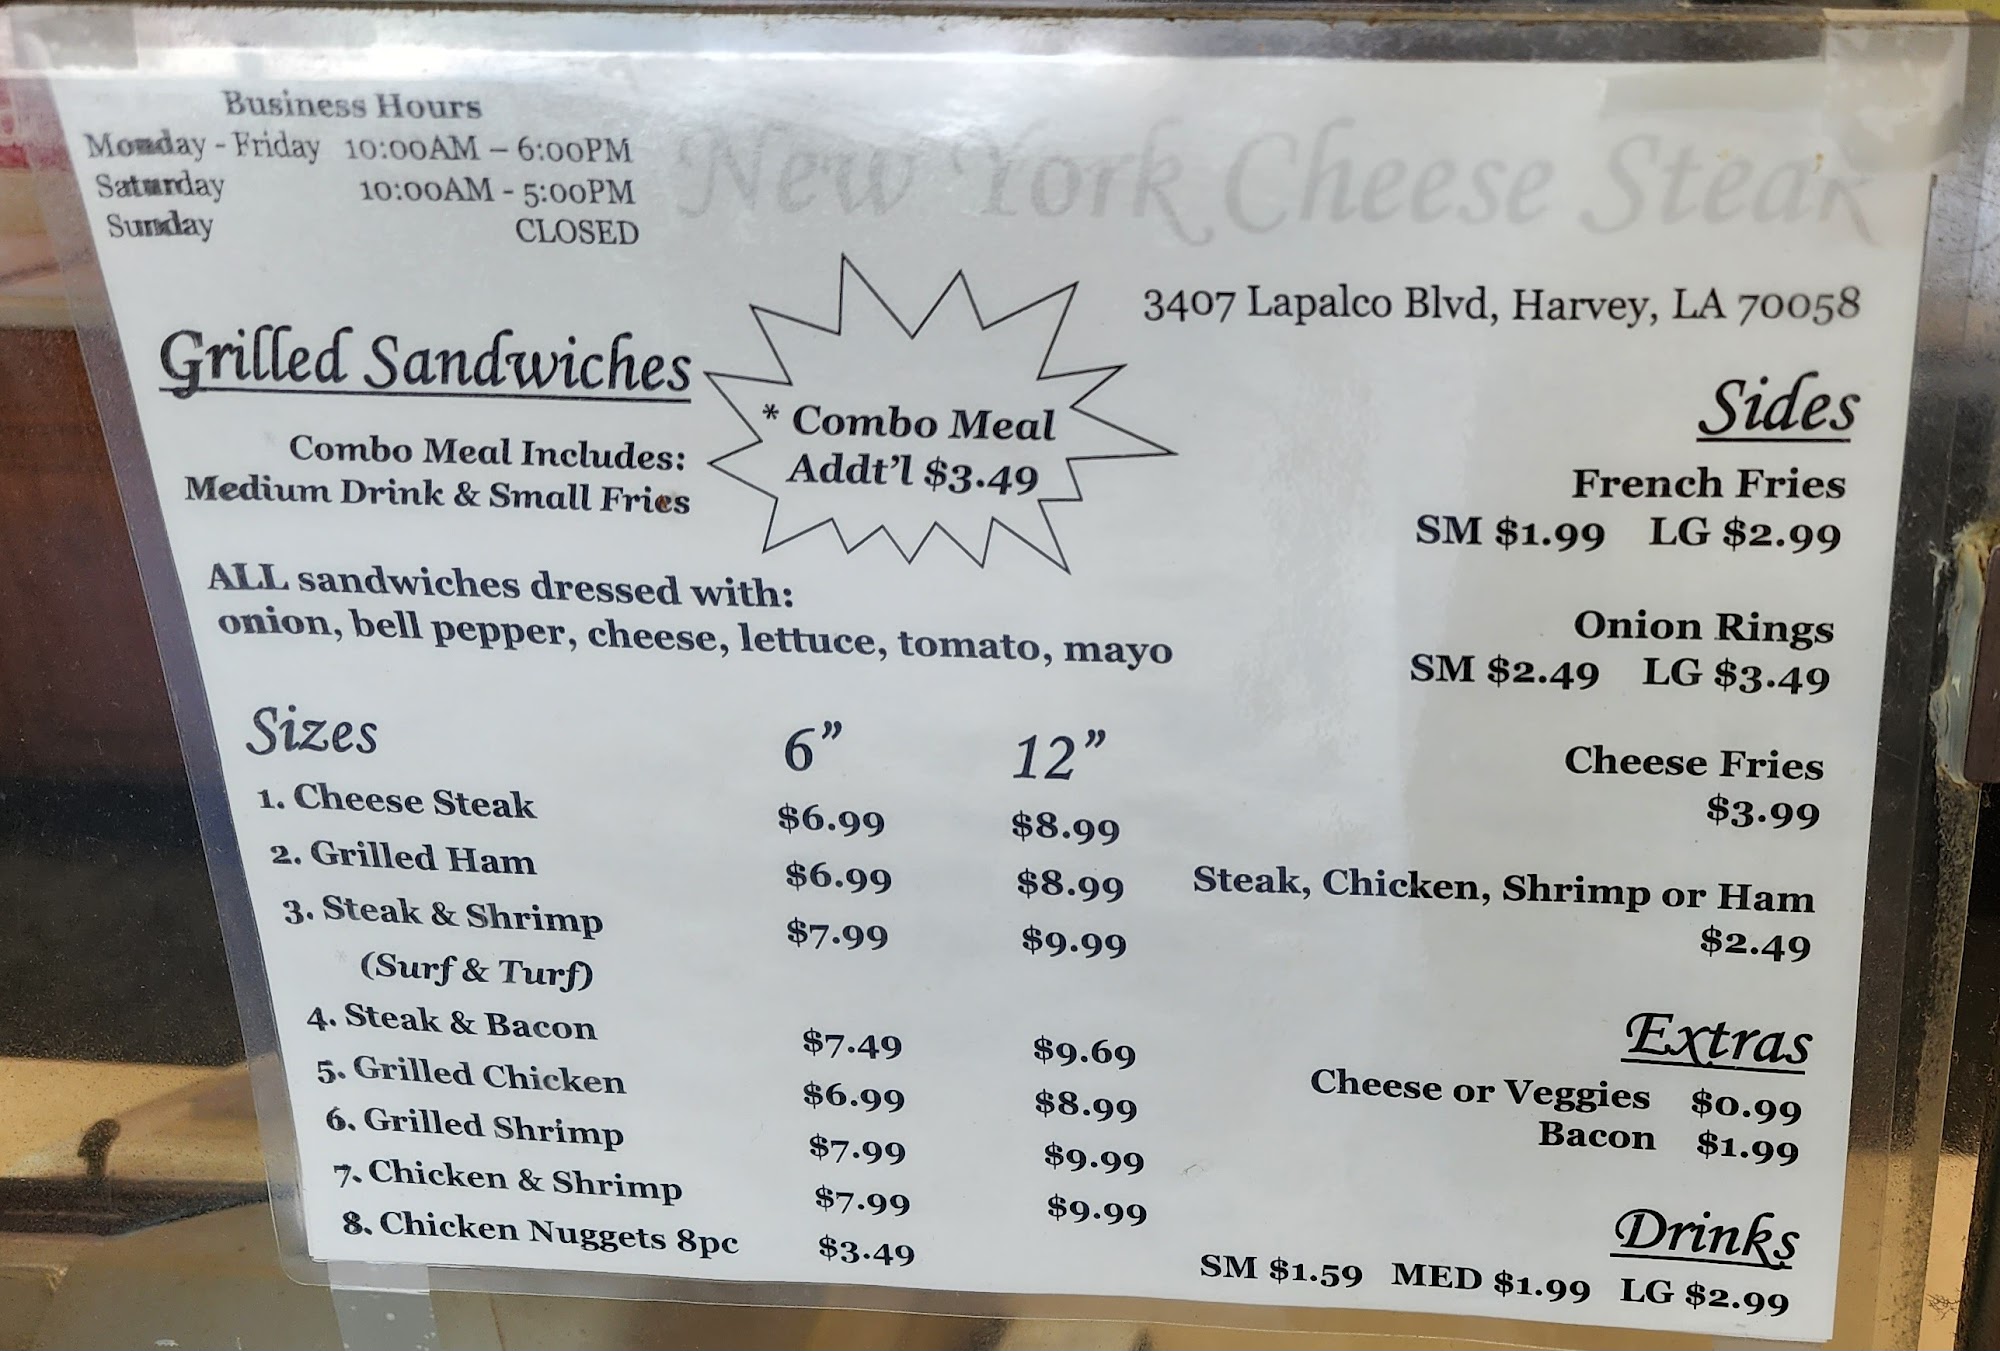 Business Hours
Monday - Friday 10:00AM – 6:00PM
Saturday 10:00AM - 5:00PM
Sunday CLOSED
New York Cheese Steak
3407 Lapalco Blvd, Harvey, LA 70058
Grilled Sandwiches
Combo Meal Includes:
Medium Drink & Small Fries
* Combo Meal
Addt'l $3.49
ALL sandwiches dressed with:
onion, bell pepper, cheese, lettuce, tomato, mayo
Sizes 6” 12”
1. Cheese Steak $6.99 $8.99
2. Grilled Ham $6.99 $8.99
3. Steak & Shrimp $7.99 $9.99
(Surf & Turf)
4. Steak & Bacon $7.49 $9.69
5. Grilled Chicken $6.99 $8.99
6. Grilled Shrimp $7.99 $9.99
7. Chicken & Shrimp $7.99 $9.99
8. Chicken Nuggets 8pc $3.49
Sides
French Fries
SM $1.99 LG $2.99
Onion Rings
SM $2.49 LG $3.49
Cheese Fries
$3.99
Steak, Chicken, Shrimp or Ham
$2.49
Extras
Cheese or Veggies $0.99
Bacon $1.99
Drinks
SM $1.59 MED $1.99 LG $2.99